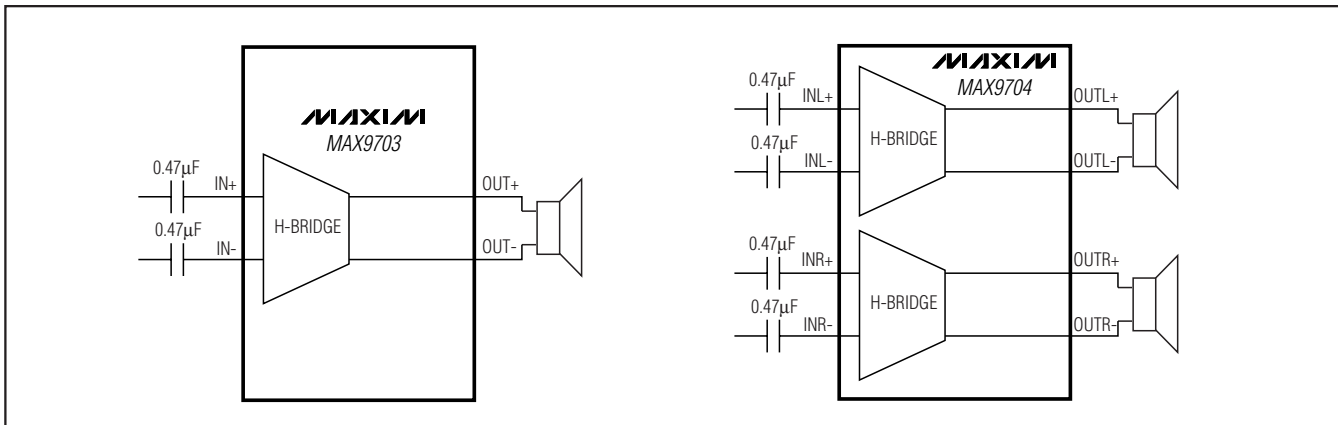 MAXIM
MAX9703
0.47µF
IN+
OUT+
H-BRIDGE
0.47µF
IN-
OUT-
MAXIM
MAX9704
0.47µF
INL+
OUTL+
H-BRIDGE
0.47µF
INL-
OUTL-
0.47µF
INR+
OUTR+
H-BRIDGE
0.47µF
INR-
OUTR-